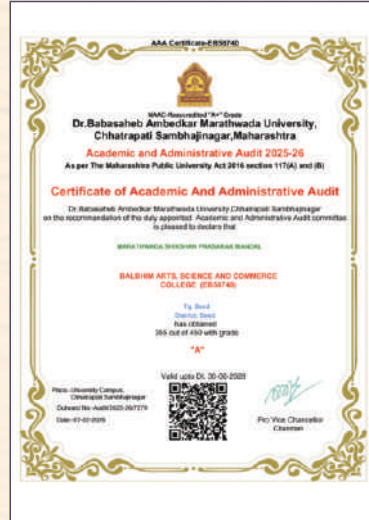 AAA Certificate-EB58740
NAAC-Reaccredited "A+" Grade
Dr.Babasaheb Ambedkar Marathwada University,
Chhatrapati Sambhajinagar,Maharashtra
Academic and Administrative Audit 2025-26
As per The Maharashtra Public University Act 2016 section 117(A) and (B)
Certificate of Academic And Administrative Audit
Dr. Babasaheb Ambedkar Marathwada University, Chhatrapati Sambhajinagar
on the recommendation of the duly appointed Academic and Administrative Audit committee
is pleased to declare that
MARATHWADA SHIKSHAN PRASARAK MANDAL
BALBHIM ARTS, SCIENCE AND COMMERCE
COLLEGE (EB58740)
Tq. Beed
District. Beed
has obtained
355 out of 450 with grade
"A"
Valid upto Dt.
Place.-University Campus,
Chhatrapati Sambhajinagar
Date:-07-02-2026
Pro Vice Chancellor
Chairman